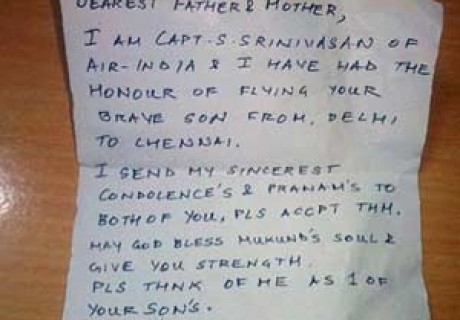 DEAREST FATHER & MOTHER,
I AM CAPT. S. SRINIVASAN OF
AIR-INDIA & I HAVE HAD THE
HONOUR OF FLYING YOUR
BRAVE SON FROM, DELHI
TO CHENNAI.
I SEND MY SINCEREST
CONDOLENCE'S & PRANAM'S TO
BOTH OF YOU, PLS ACCPT THM.
MAY GOD BLESS MUKUND'S SOUL &
GIVE YOU STRENGTH.
PLS THNK OF ME AS 1 OF
YOUR SON'S.